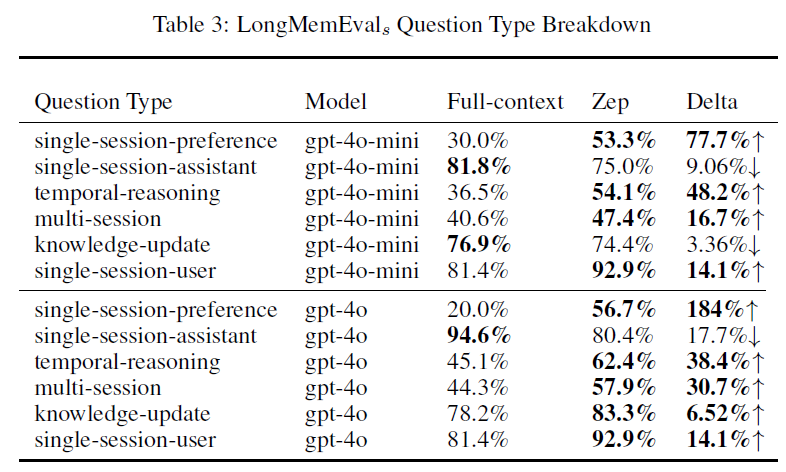 Table 3: LongMemEvalₛ Question Type Breakdown
Question Type Model Full-context Zep Delta
single-session-preference gpt-4o-mini 30.0% 53.3% 77.7%↑
single-session-assistant gpt-4o-mini 81.8% 75.0% 9.06%↓
temporal-reasoning gpt-4o-mini 36.5% 54.1% 48.2%↑
multi-session gpt-4o-mini 40.6% 47.4% 16.7%↑
knowledge-update gpt-4o-mini 76.9% 74.4% 3.36%↓
single-session-user gpt-4o-mini 81.4% 92.9% 14.1%↑
single-session-preference gpt-4o 20.0% 56.7% 184%↑
single-session-assistant gpt-4o 94.6% 80.4% 17.7%↓
temporal-reasoning gpt-4o 45.1% 62.4% 38.4%↑
multi-session gpt-4o 44.3% 57.9% 30.7%↑
knowledge-update gpt-4o 78.2% 83.3% 6.52%↑
single-session-user gpt-4o 81.4% 92.9% 14.1%↑